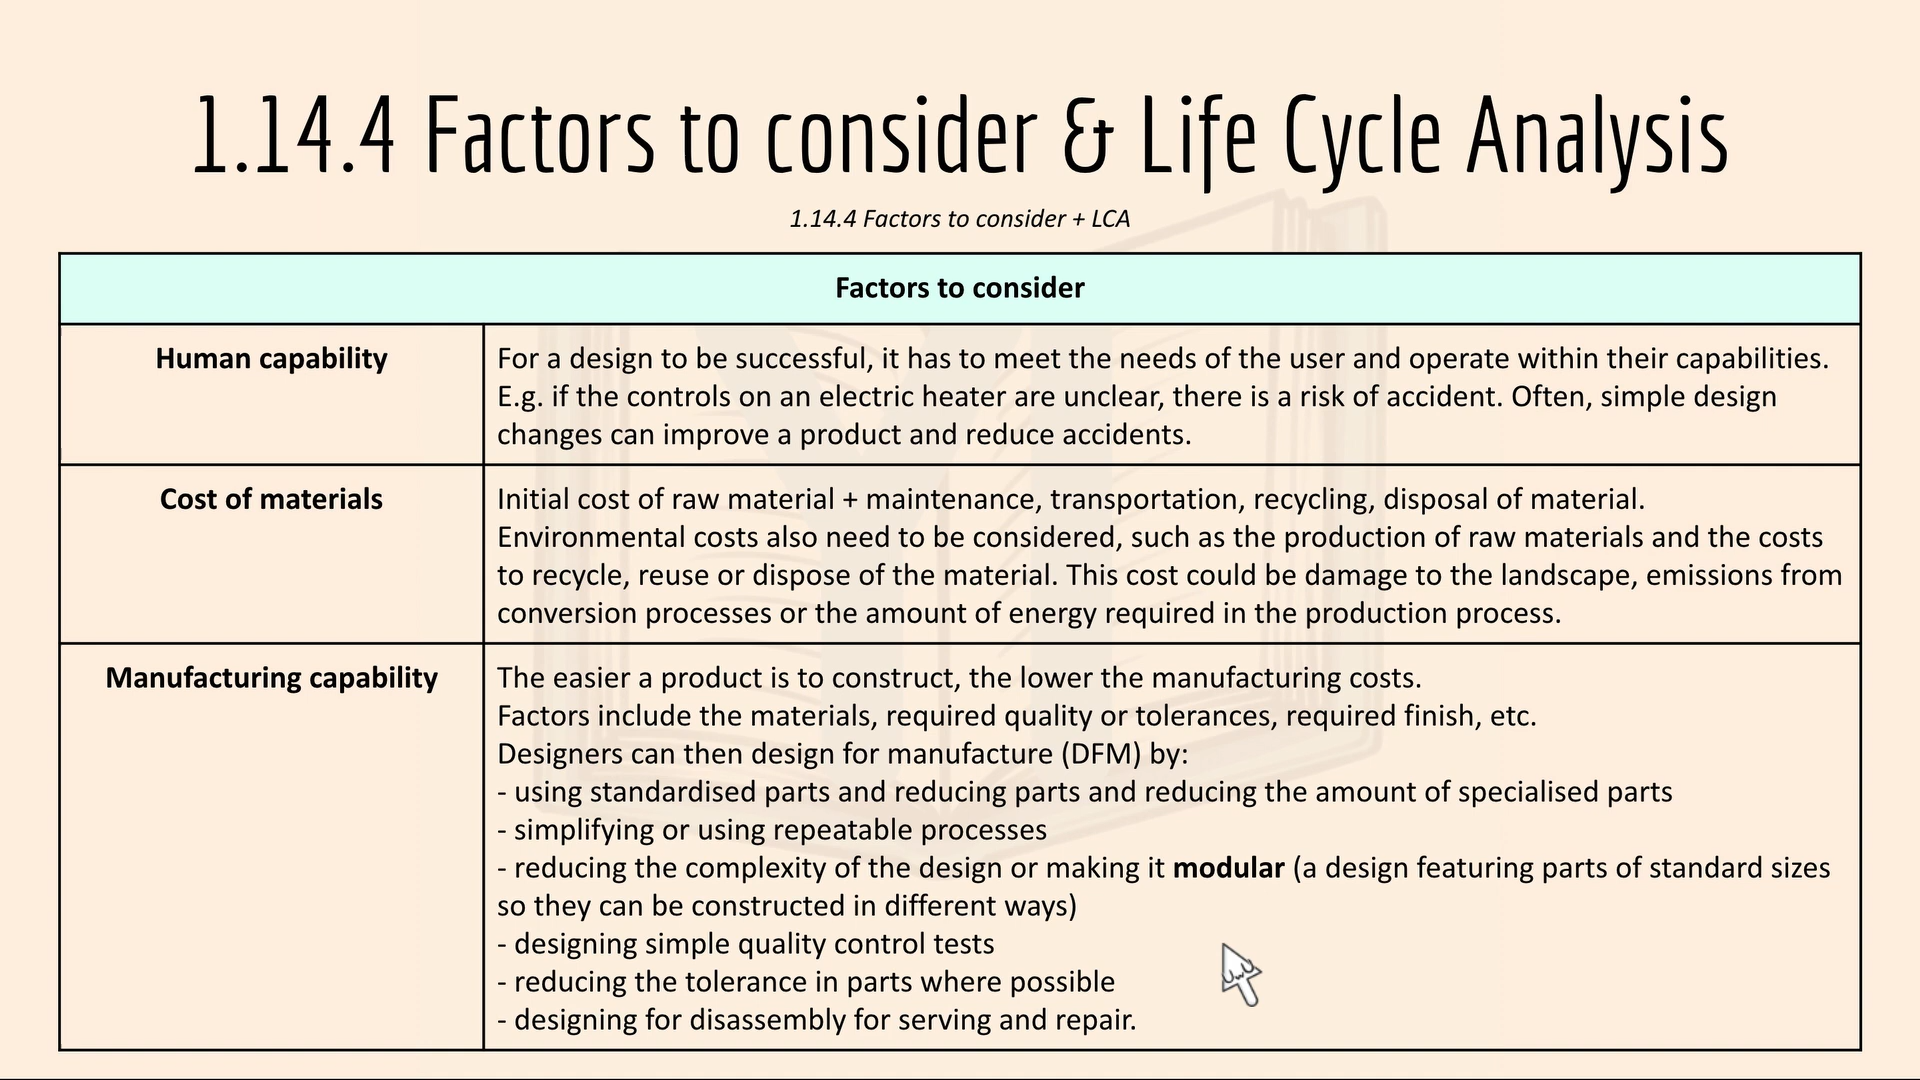 1.14.4 Factors to consider & Life Cycle Analysis
1.14.4 Factors to consider + LCA
Factors to consider
Human capability
For a design to be successful, it has to meet the needs of the user and operate within their capabilities.
E.g. if the controls on an electric heater are unclear, there is a risk of accident. Often, simple design
changes can improve a product and reduce accidents.
Cost of materials
Initial cost of raw material + maintenance, transportation, recycling, disposal of material.
Environmental costs also need to be considered, such as the production of raw materials and the costs
to recycle, reuse or dispose of the material. This cost could be damage to the landscape, emissions from
conversion processes or the amount of energy required in the production process.
Manufacturing capability
The easier a product is to construct, the lower the manufacturing costs.
Factors include the materials, required quality or tolerances, required finish, etc.
Designers can then design for manufacture (DFM) by:
- using standardised parts and reducing parts and reducing the amount of specialised parts
- simplifying or using repeatable processes
- reducing the complexity of the design or making it modular (a design featuring parts of standard sizes
so they can be constructed in different ways)
- designing simple quality control tests
- reducing the tolerance in parts where possible
- designing for disassembly for serving and repair.